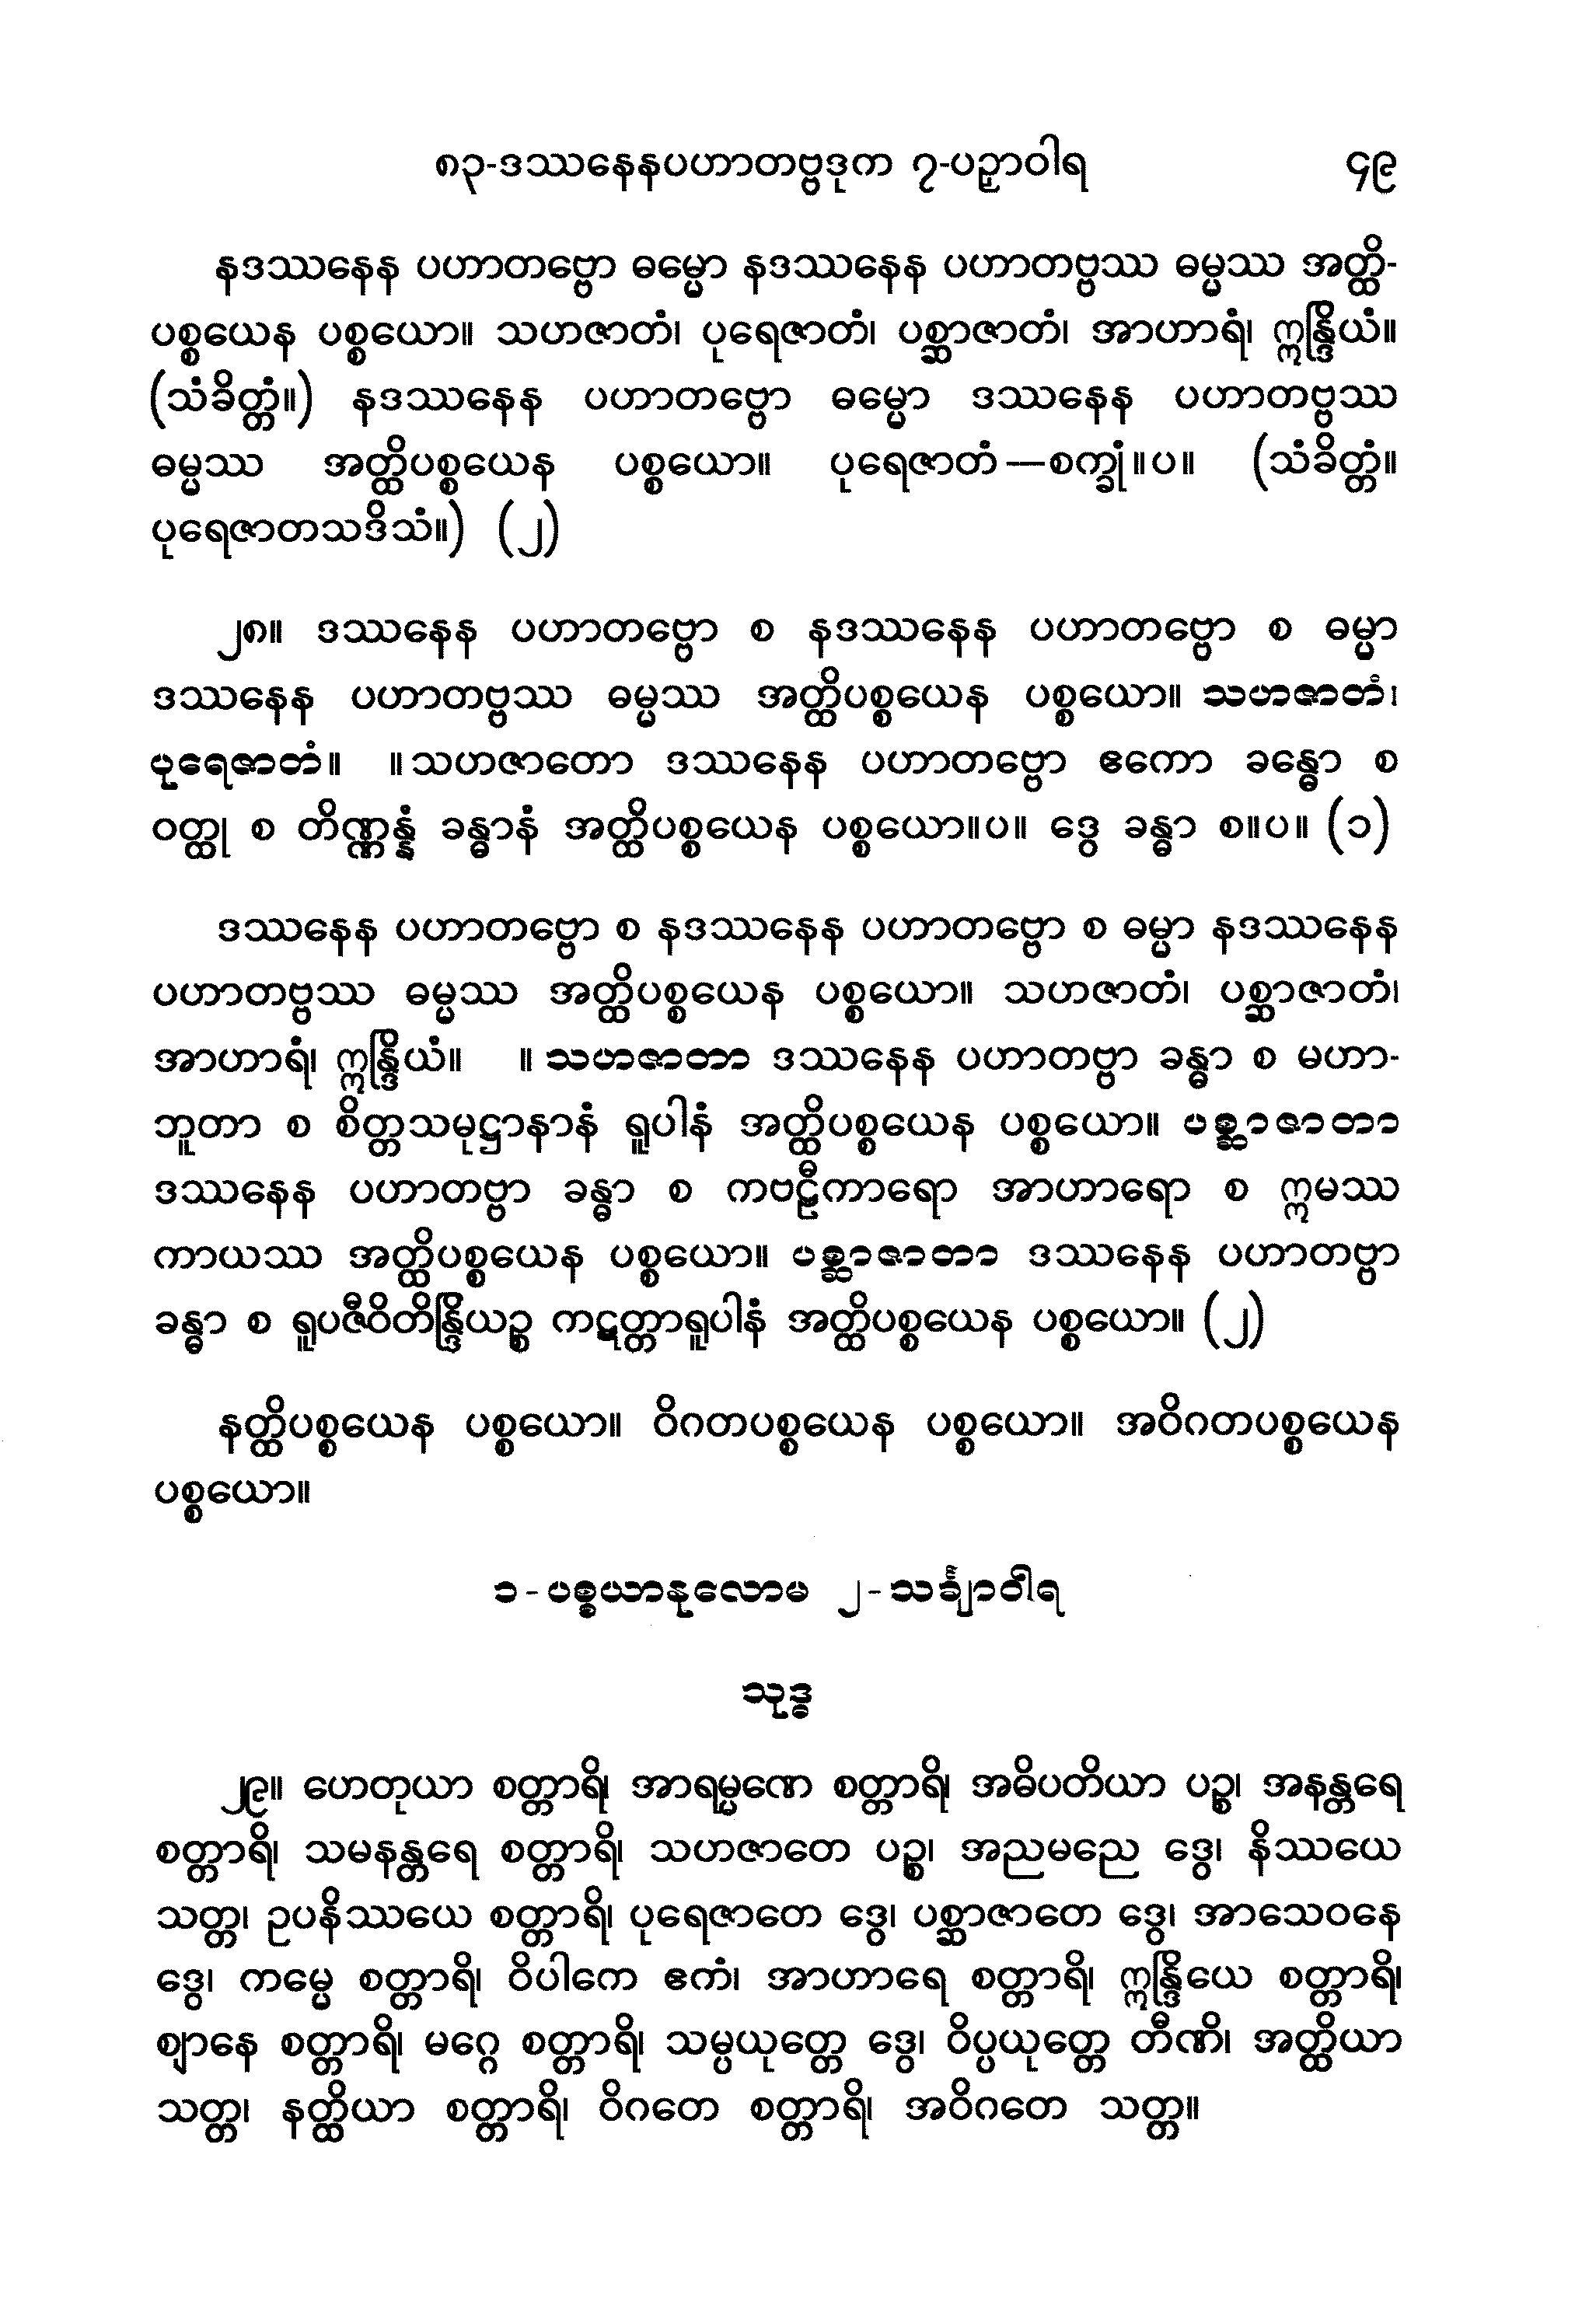 ၈၃-ဒဿနေနပဟာတဗ္ဗဒုက ၇-ပဉှာဝါရ ၄၉
နဒဿနေန ပဟာတဗ္ဗော ဓမ္မော နဒဿနေန ပဟာတဗ္ဗဿ ဓမ္မဿ အတ္ထိ-
ပစ္စယေန ပစ္စယော။ သဟဇာတံ၊ ပုရေဇာတံ၊ ပစ္ဆာဇာတံ၊ အာဟာရံ၊ ဣန္ဒြိယံ။
(သံခိတ္တံ။) နဒဿနေန ပဟာတဗ္ဗော ဓမ္မော ဒဿနေန ပဟာတဗ္ဗဿ
ဓမ္မဿ အတ္ထိပစ္စယေန ပစ္စယော။ ပုရေဇာတံ—စက္ခုံ။ပ။ (သံခိတ္တံ။
ပုရေဇာတသဒိသံ။) (၂)
၂၈။ ဒဿနေန ပဟာတဗ္ဗော စ နဒဿနေန ပဟာတဗ္ဗော စ ဓမ္မာ
ဒဿနေန ပဟာတဗ္ဗဿ ဓမ္မဿ အတ္ထိပစ္စယေန ပစ္စယော။ သဟဇာတံ၊
ပုရေဇာတံ။ ။သဟဇာတော ဒဿနေန ပဟာတဗ္ဗော ဧကော ခန္ဓော စ
ဝတ္ထု စ တိဏ္ဏန္နံ ခန္ဓာနံ အတ္ထိပစ္စယေန ပစ္စယော။ပ။ ဒွေ ခန္ဓာ စ။ပ။ (၁)
ဒဿနေန ပဟာတဗ္ဗော စ နဒဿနေန ပဟာတဗ္ဗော စ ဓမ္မာ နဒဿနေန
ပဟာတဗ္ဗဿ ဓမ္မဿ အတ္ထိပစ္စယေန ပစ္စယော။ သဟဇာတံ၊ ပစ္ဆာဇာတံ၊
အာဟာရံ၊ ဣန္ဒြိယံ။ ။သဟဇာတာ ဒဿနေန ပဟာတဗ္ဗာ ခန္ဓာ စ မဟာ-
ဘူတာ စ စိတ္တသမုဋ္ဌာနာနံ ရူပါနံ အတ္ထိပစ္စယေန ပစ္စယော။ ပစ္ဆာဇာတာ
ဒဿနေန ပဟာတဗ္ဗာ ခန္ဓာ စ ကဗဠီကာရော အာဟာရော စ ဣမဿ
ကာယဿ အတ္ထိပစ္စယေန ပစ္စယော။ ပစ္ဆာဇာတာ ဒဿနေန ပဟာတဗ္ဗာ
ခန္ဓာ စ ရူပဇီဝိတိန္ဒြိယဉ္စ ကဋတ္တာရူပါနံ အတ္ထိပစ္စယေန ပစ္စယော။ (၂)
နတ္ထိပစ္စယေန ပစ္စယော။ ဝိဂတပစ္စယေန ပစ္စယော။ အဝိဂတပစ္စယေန
ပစ္စယော။
၁-ပစ္စယာနုလောမ ၂-သင်္ချာဝါရ
သုဒ္ဓ
၂၉။ ဟေတုယာ စတ္တာရိ၊ အာရမ္မဏေ စတ္တာရိ၊ အဓိပတိယာ ပဉ္စ၊ အနန္တရေ
စတ္တာရိ၊ သမနန္တရေ စတ္တာရိ၊ သဟဇာတေ ပဉ္စ၊ အညမညေ ဒွေ၊ နိဿယေ
သတ္တ၊ ဥပနိဿယေ စတ္တာရိ၊ ပုရေဇာတေ ဒွေ၊ ပစ္ဆာဇာတေ ဒွေ၊ အာသေဝနေ
ဒွေ၊ ကမ္မေ စတ္တာရိ၊ ဝိပါကေ ဧကံ၊ အာဟာရေ စတ္တာရိ၊ ဣန္ဒြိယေ စတ္တာရိ၊
ဈာနေ စတ္တာရိ၊ မဂ္ဂေ စတ္တာရိ၊ သမ္ပယုတ္တေ ဒွေ၊ ဝိပ္ပယုတ္တေ တီဏိ၊ အတ္ထိယာ
သတ္တ၊ နတ္ထိယာ စတ္တာရိ၊ ဝိဂတေ စတ္တာရိ၊ အဝိဂတေ သတ္တ။